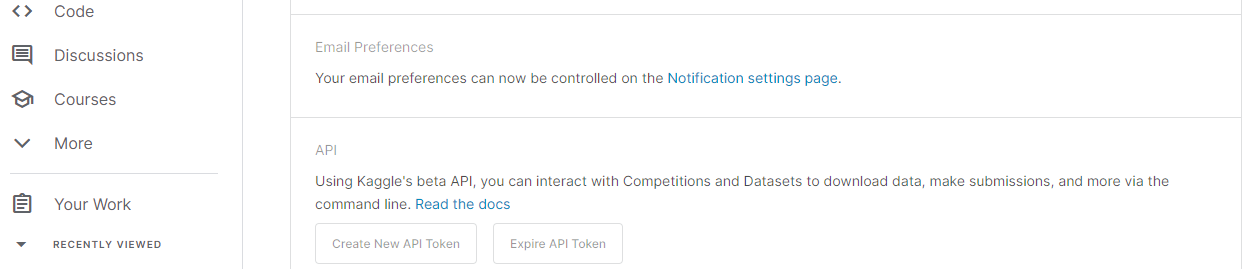 Code
Discussions
Courses
More
Your Work
RECENTLY VIEWED
Email Preferences
Your email preferences can now be controlled on the Notification settings page.
API
Using Kaggle's beta API, you can interact with Competitions and Datasets to download data, make submissions, and more via the
command line. Read the docs
Create New API Token
Expire API Token